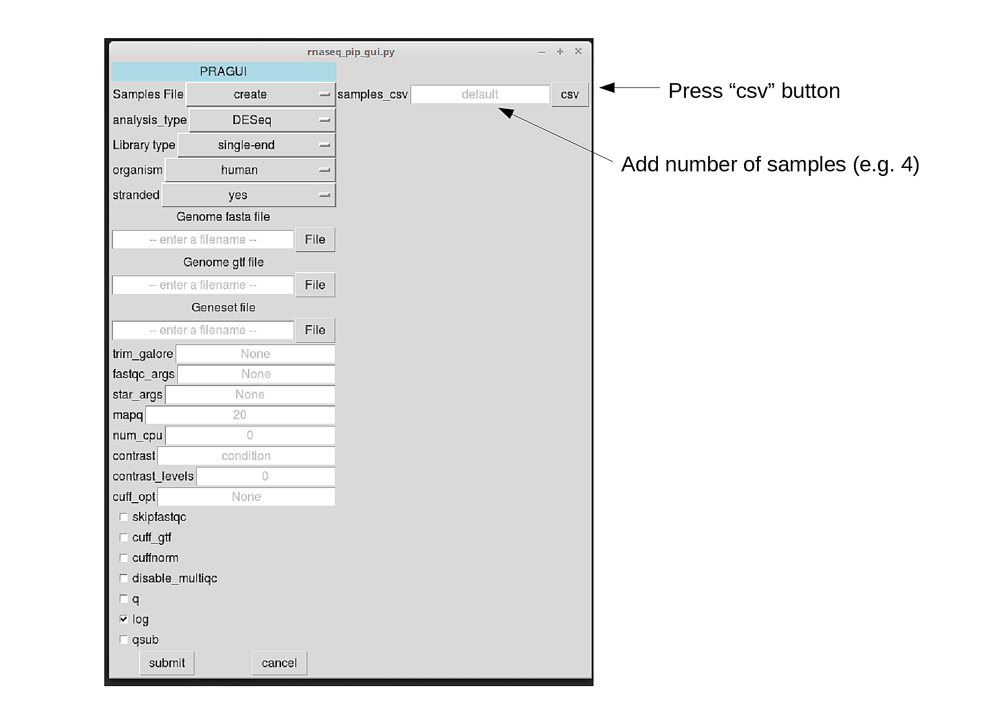 rnaseq_pip_gui.py
PRAGUI
Samples File create samples_csv default csv
Press “csv” button
analysis_type DESeq
Library type single-end
Add number of samples (e.g. 4)
organism human
stranded yes
Genome fasta file
-- enter a filename -- File
Genome gtf file
-- enter a filename -- File
Geneset file
-- enter a filename -- File
trim_galore None
fastqc_args None
star_args None
mapq 20
num_cpu 0
contrast condition
contrast_levels 0
cuff_opt None
skipfastqc
cuff_gtf
cuffnorm
disable_multiqc
q
log
qsub
submit cancel